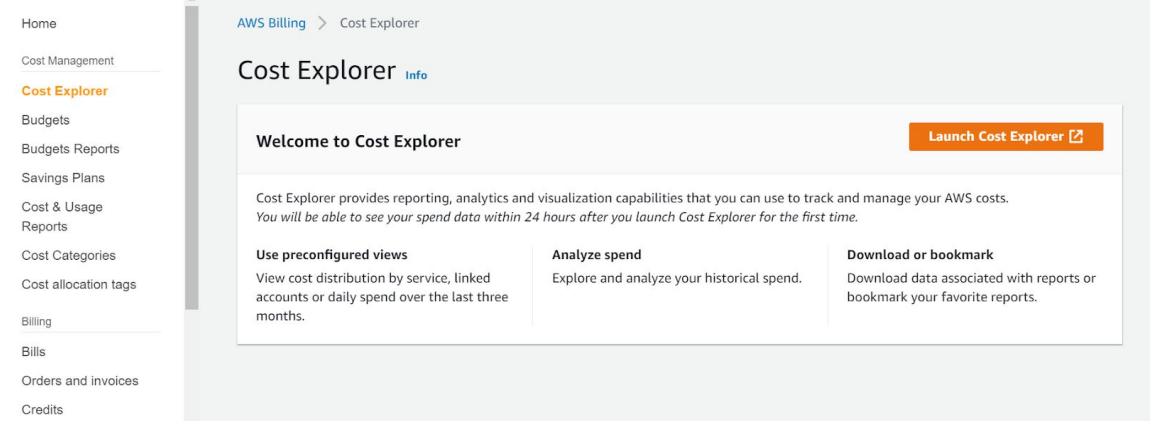 Home
Cost Management
Cost Explorer
Budgets
Budgets Reports
Savings Plans
Cost & Usage
Reports
Cost Categories
Cost allocation tags
Billing
Bills
Orders and invoices
Credits
AWS Billing > Cost Explorer
Cost Explorer Info
Welcome to Cost Explorer
Launch Cost Explorer
Cost Explorer provides reporting, analytics and visualization capabilities that you can use to track and manage your AWS costs.
You will be able to see your spend data within 24 hours after you launch Cost Explorer for the first time.
Use preconfigured views
View cost distribution by service, linked
accounts or daily spend over the last three
months.
Analyze spend
Explore and analyze your historical spend.
Download or bookmark
Download data associated with reports or
bookmark your favorite reports.